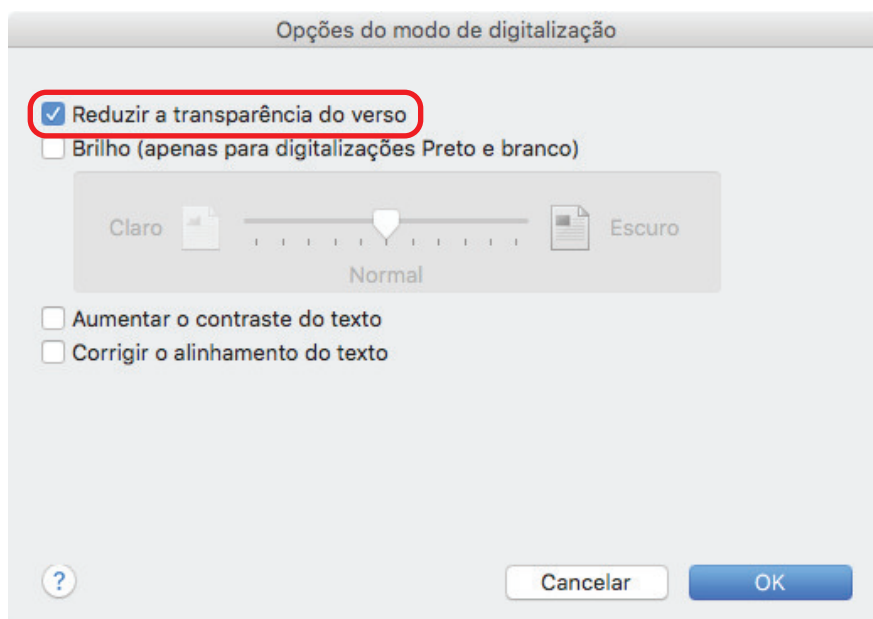 Opções do modo de digitalização
Reduzir a transparência do verso
Brilho (apenas para digitalizações Preto e branco)
Claro Escuro
Normal
Aumentar o contraste do texto
Corrigir o alinhamento do texto
? Cancelar OK